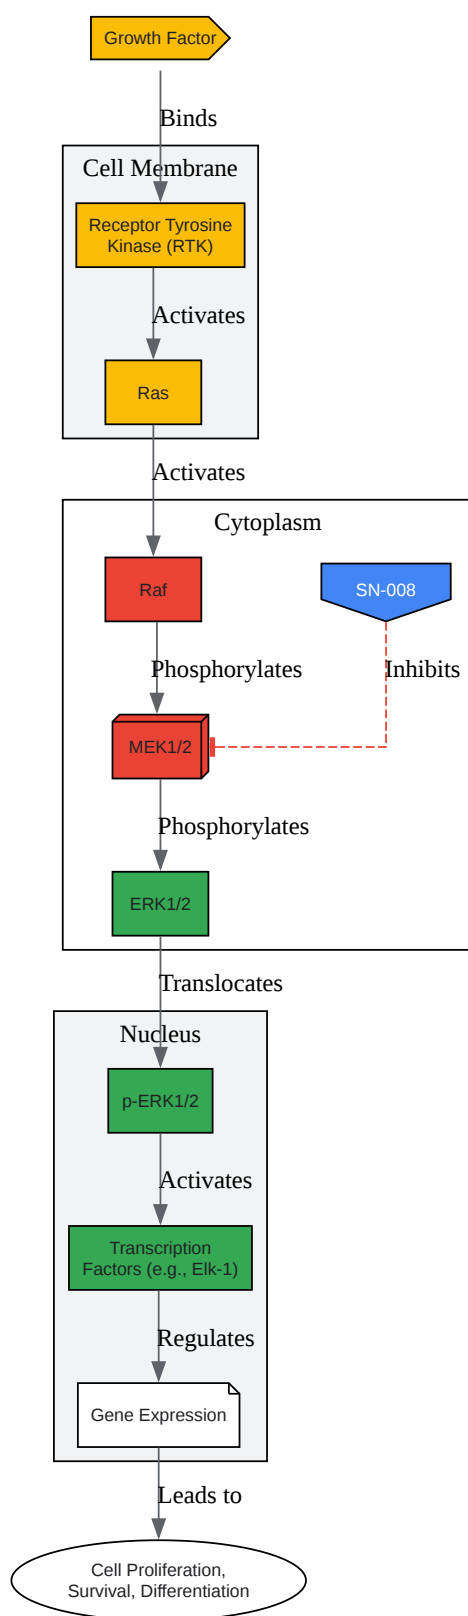 Growth Factor
Binds
Cell Membrane
Receptor Tyrosine
Kinase (RTK)
Activates
Ras
Activates
Cytoplasm
Raf
SN-008
Phosphorylates
Inhibits
MEK1/2
Phosphorylates
ERK1/2
Translocates
Nucleus
p-ERK1/2
Activates
Transcription
Factors (e.g., Elk-1)
Regulates
Gene Expression
Leads to
Cell Proliferation,
Survival, Differentiation